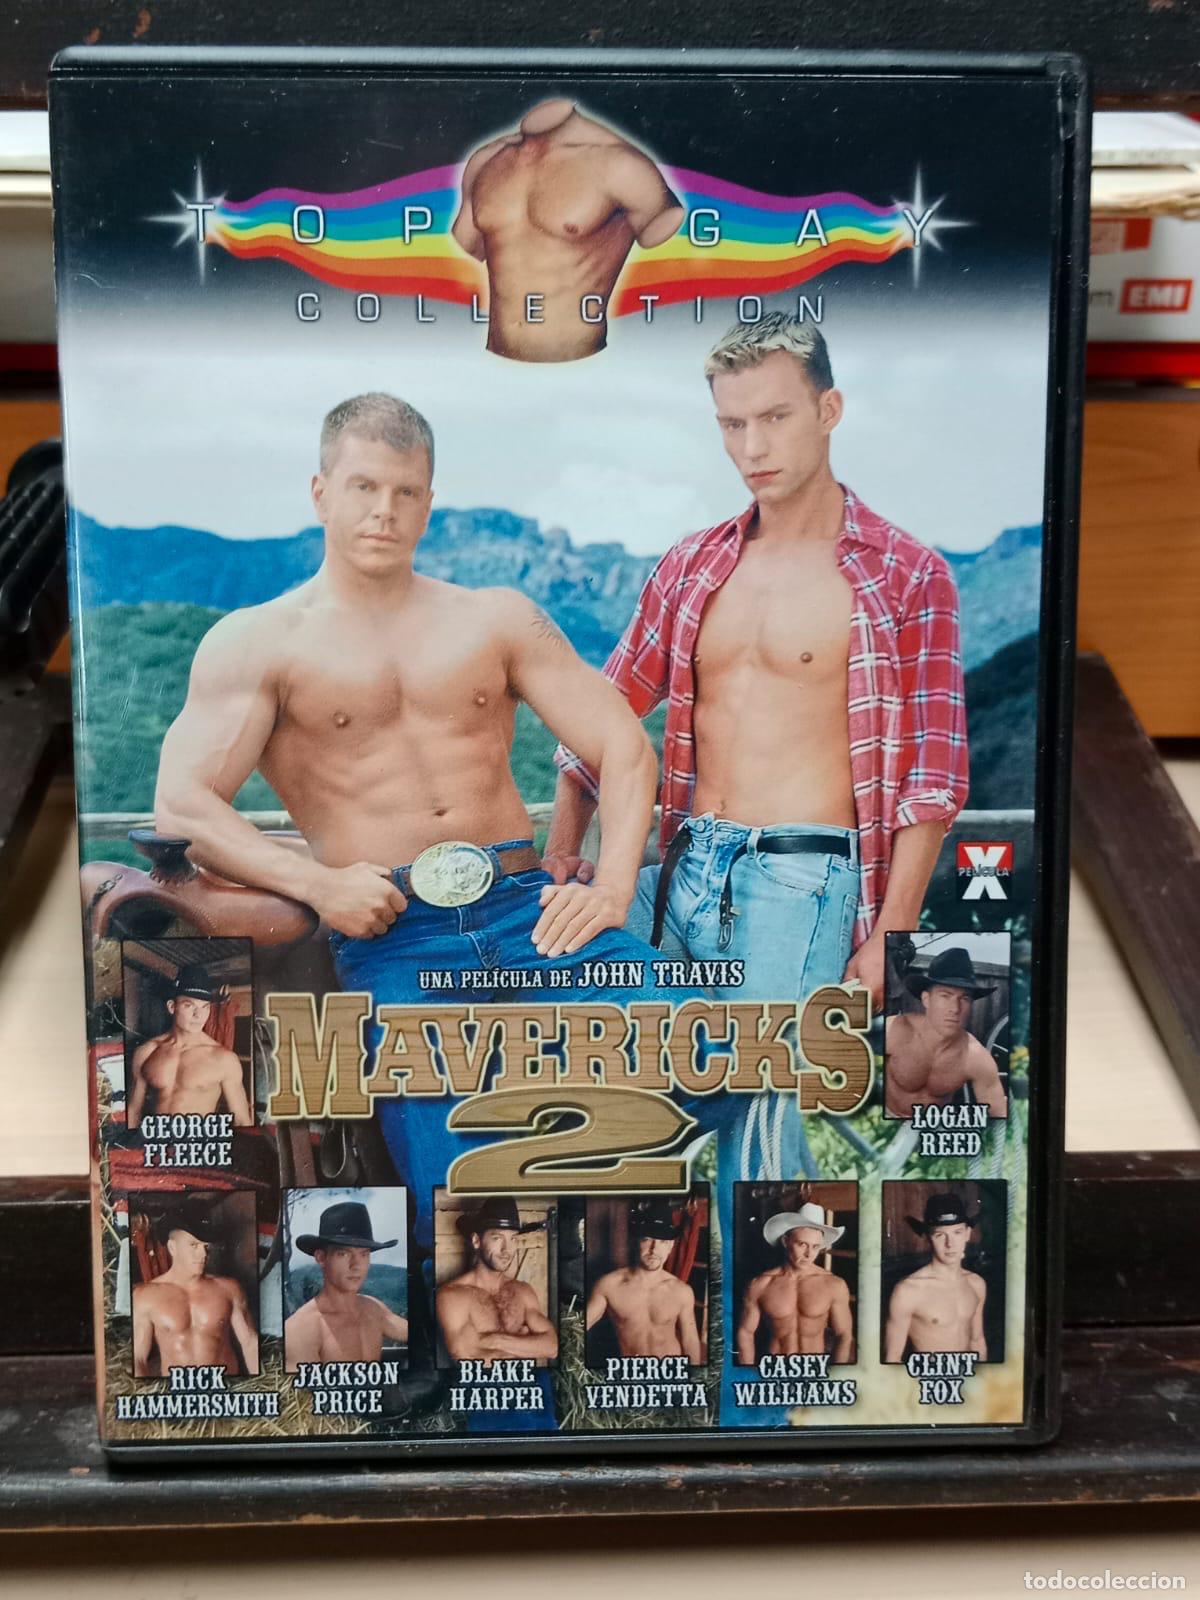 TOP GAY
COLLECTION
EMI
X
PELÍCULA
UNA PELÍCULA DE JOHN TRAVIS
MAVERICKS
2
GEORGE
FLEECE
LOGAN
REED
RICK
HAMMERSMITH
JACKSON
PRICE
BLAKE
HARPER
PIERCE
VENDETTA
CASEY
WILLIAMS
CLINT
FOX
todocoleccion